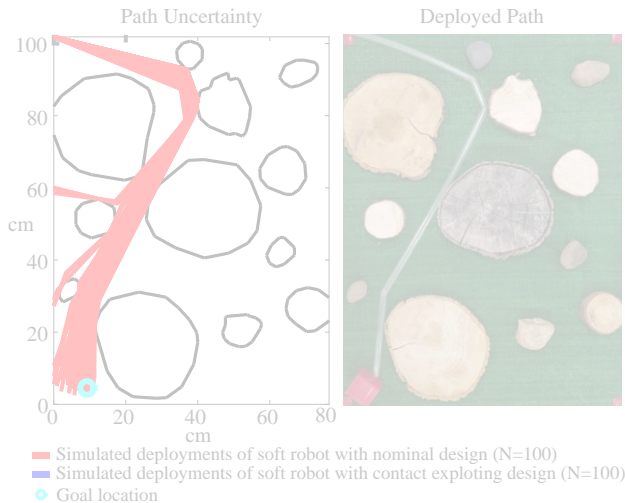 Path Uncertainty
Deployed Path
100
80
60
cm
40
20
0
0
20
40
60
80
cm
Simulated deployments of soft robot with nominal design (N=100)
Simulated deployments of soft robot with contact exploting design (N=100)
Goal location